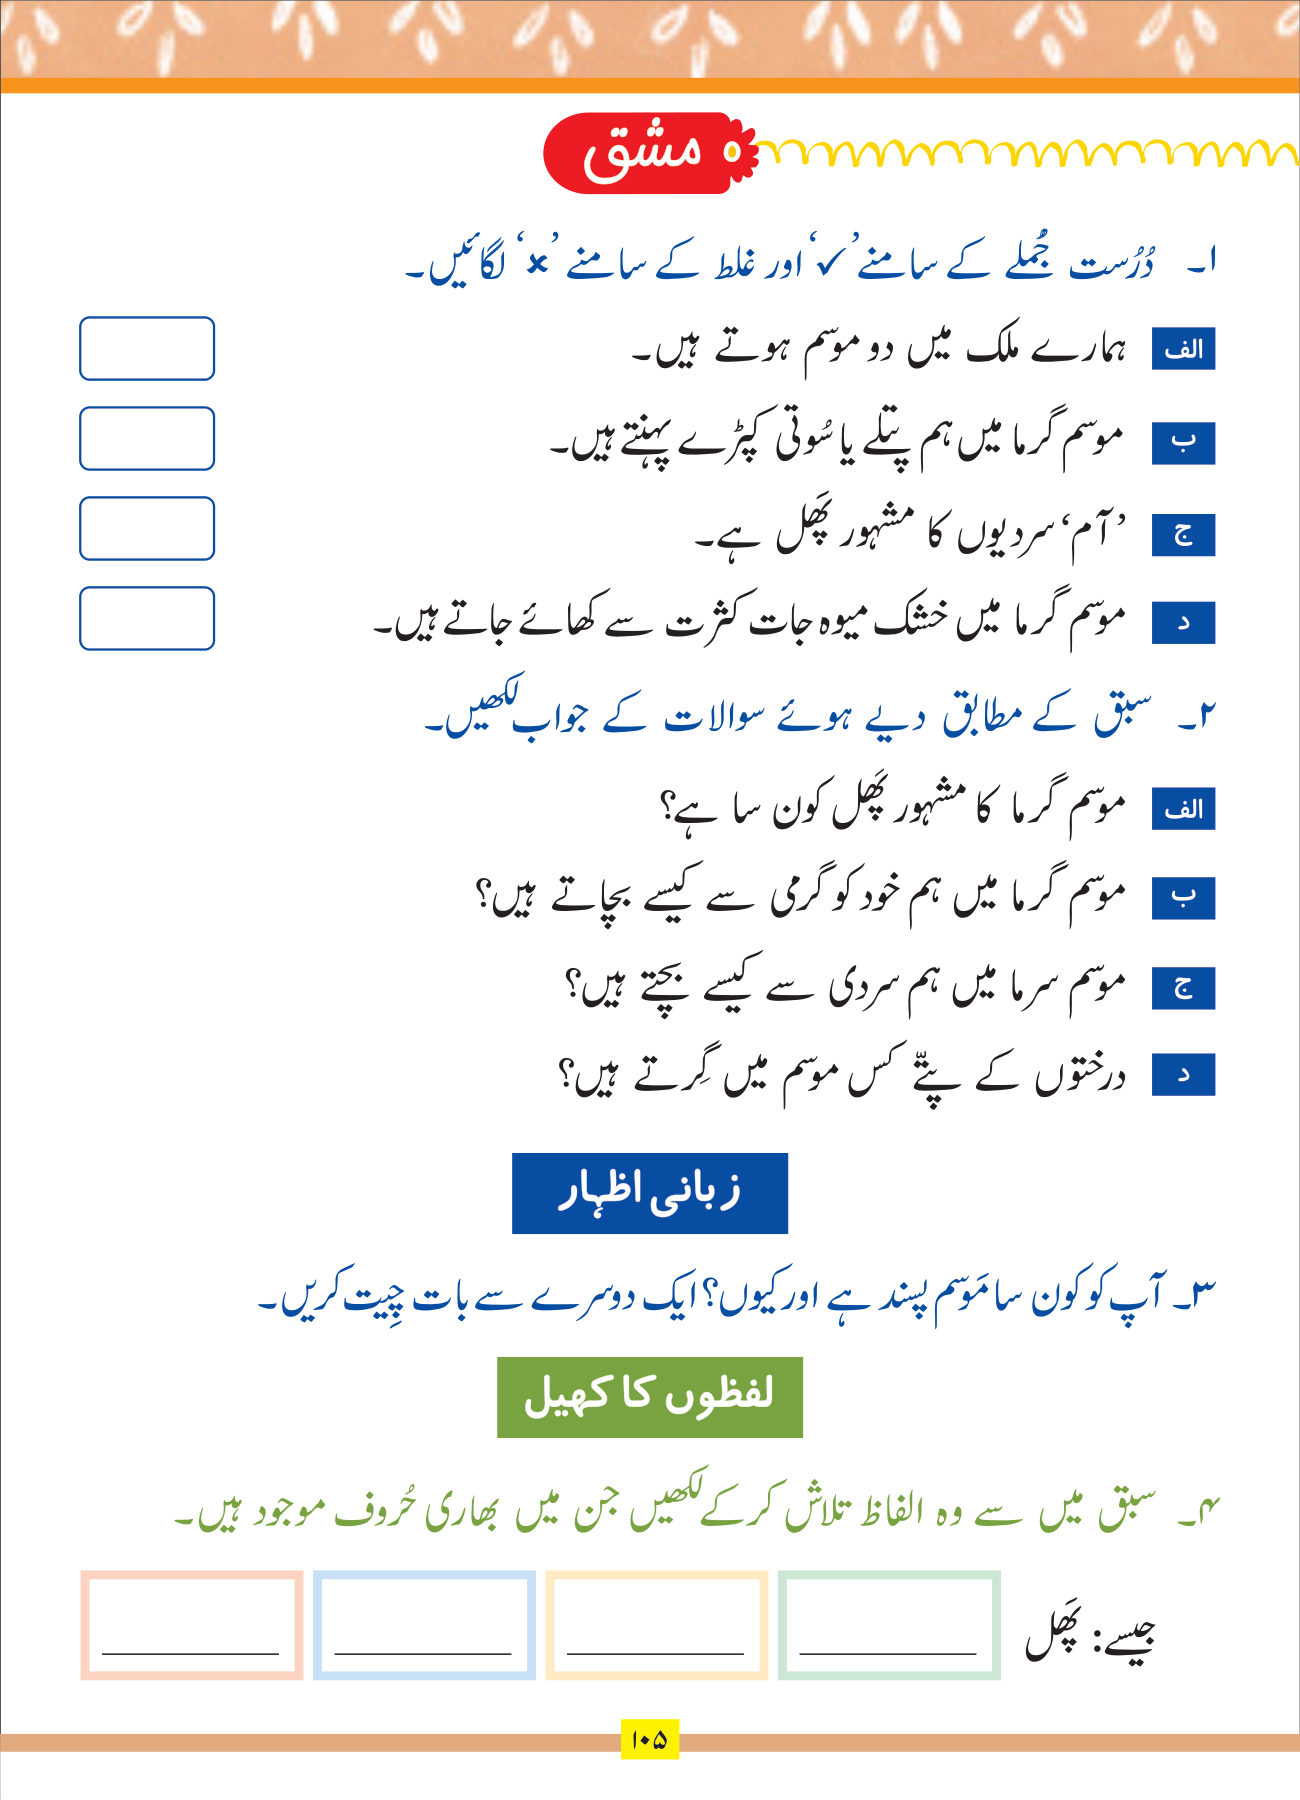 مشق
۱۔ دُرُست جُملے کے سامنے ’✓‘ اور غلط کے سامنے ’✗‘ لگائیں۔
الف ہمارے ملک میں دو موسم ہوتے ہیں۔
ب موسم گرما میں ہم پتلے یا سُوتی کپڑے پہنتے ہیں۔
ج ’آم‘ سردیوں کا مشہور پَھل ہے۔
د موسم گرما میں خشک میوہ جات کثرت سے کھائے جاتے ہیں۔
۲۔ سبق کے مطابق دیے ہوئے سوالات کے جواب لکھیں۔
الف موسم گرما کا مشہور پَھل کون سا ہے؟
ب موسم گرما میں ہم خود کو گرمی سے کیسے بچاتے ہیں؟
ج موسم سرما میں ہم سردی سے کیسے بچتے ہیں؟
د درختوں کے پتّے کس موسم میں گِرتے ہیں؟
زبانی اظہار
۳۔ آپ کو کون سا مَوسم پسند ہے اور کیوں؟ ایک دوسرے سے بات چِیت کریں۔
لفظوں کا کھیل
۴۔ سبق میں سے وہ الفاظ تلاش کر کے لکھیں جن میں بھاری حُروف موجود ہیں۔
جیسے: پَھل
۱۰۵